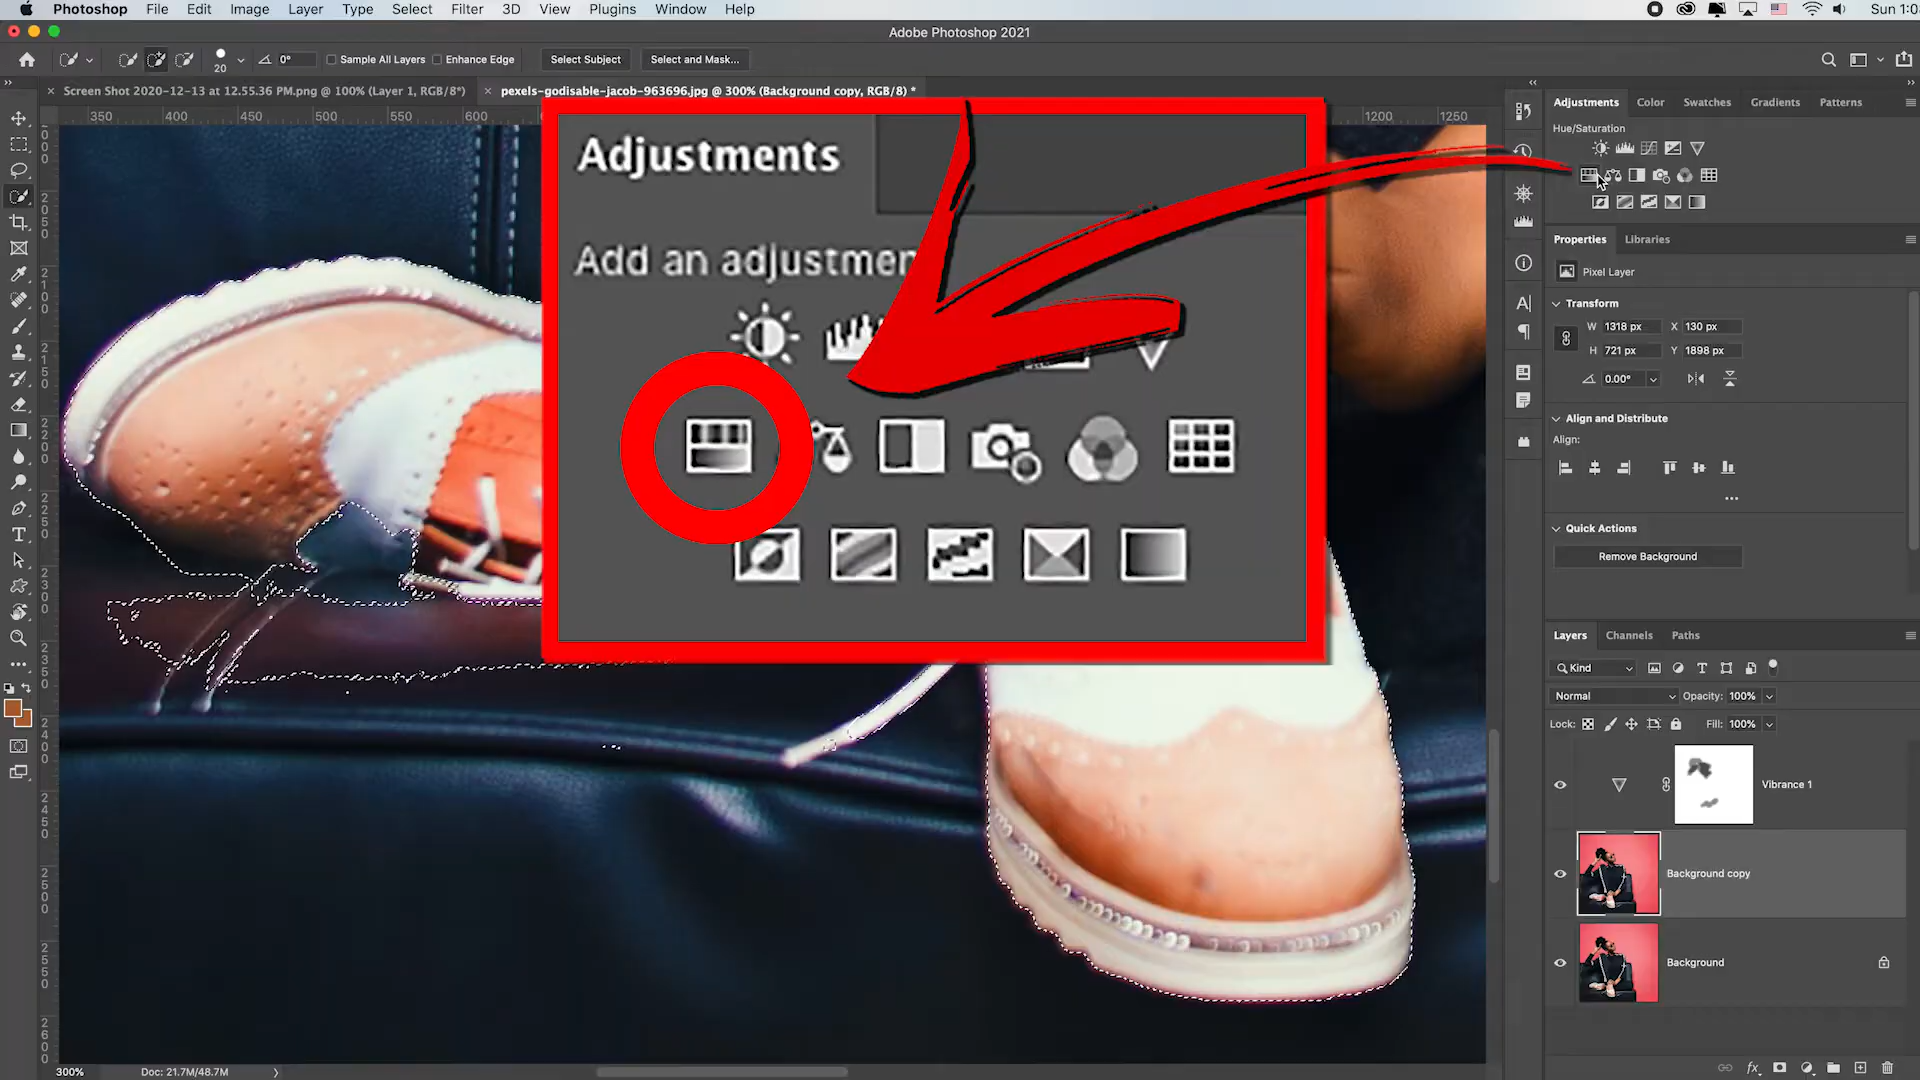 Photoshop File Edit Image Layer Type Select Filter 3D View Plugins Window Help
Sun 1:0
Adobe Photoshop 2021
20 0° Sample All Layers Enhance Edge Select Subject Select and Mask...
Screen Shot 2020-12-13 at 12.55.36 PM.png @ 100% (Layer 1, RGB/8*)
pexels-godisable-jacob-963696.jpg @ 300% (Background copy, RGB/8) *
350 400 450 500 550 600 1200 1250
Adjustments
Add an adjustmen
Adjustments Color Swatches Gradients Patterns
Hue/Saturation
Properties Libraries
Pixel Layer
Transform
W 1318 px X 130 px
H 721 px Y 1898 px
0.00°
Align and Distribute
Align:
Quick Actions
Remove Background
Layers Channels Paths
Kind
Normal Opacity: 100%
Lock: Fill: 100%
Vibrance 1
Background copy
Background
300% Doc: 21.7M/48.7M